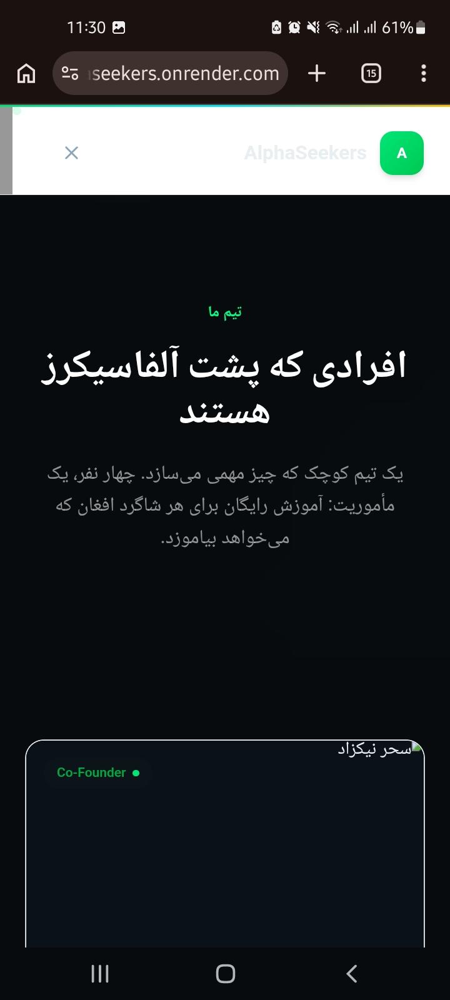 11:30
61%
seekers.onrender.com
15
AlphaSeekers
A
تیم ما
افرادی که پشت آلفاسیکرز
هستند
یک تیم کوچک که چیز مهمی می‌سازد. چهار نفر، یک
مأموریت: آموزش رایگان برای هر شاگرد افغان که
می‌خواهد بیاموزد.
سحر نیکزاد
Co-Founder